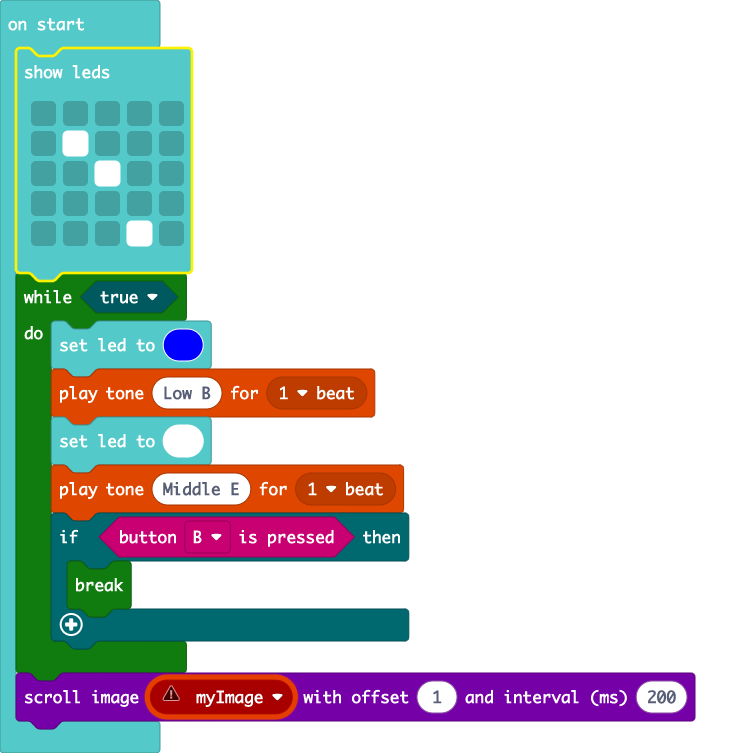 on start
show leds
while true
do
set led to
play tone Low B for 1 beat
set led to
play tone Middle E for 1 beat
if button B is pressed then
break
scroll image myImage with offset 1 and interval (ms) 200